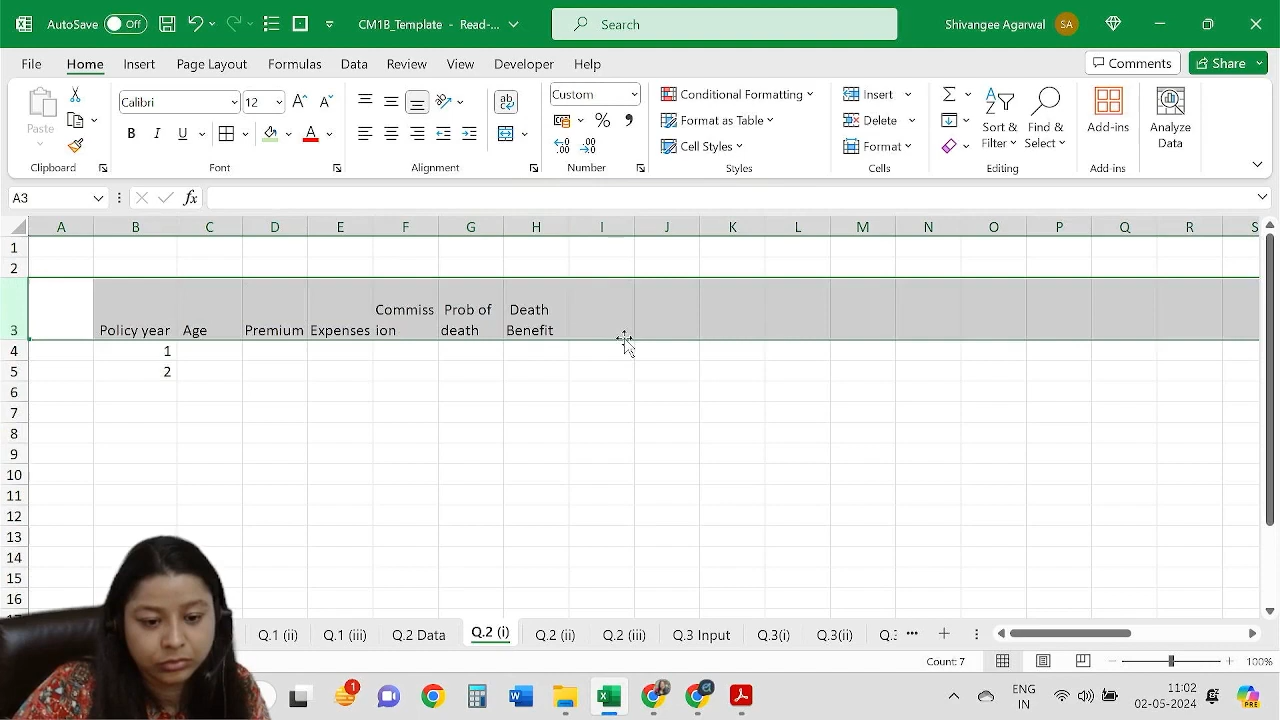 AutoSave Off CM1B_Template - Read-... Search Shivangee Agarwal SA
File Home Insert Page Layout Formulas Data Review View Developer Help Comments Share
Calibri 12 Custom Conditional Formatting Insert
Paste Format as Table Delete Sort & Find & Add-ins Analyze
B I U Cell Styles Format Filter Select Data
Clipboard Font Alignment Number Styles Cells Editing Add-ins
A3 fx
A B C D E F G H I J K L M N O P Q R S
1
2
Commiss Prob of Death
3 Policy year Age Premium Expenses ion death Benefit
4 1
5 2
6
7
8
9
10
11
12
13
14
15
16
Q.1 (ii) Q.1 (iii) Q.2 Data Q.2 (i) Q.2 (ii) Q.2 (iii) Q.3 Input Q.3(i) Q.3(ii) Q.:
Count: 7 100%
1 ENG 11:02
IN 02-05-2024 PRE